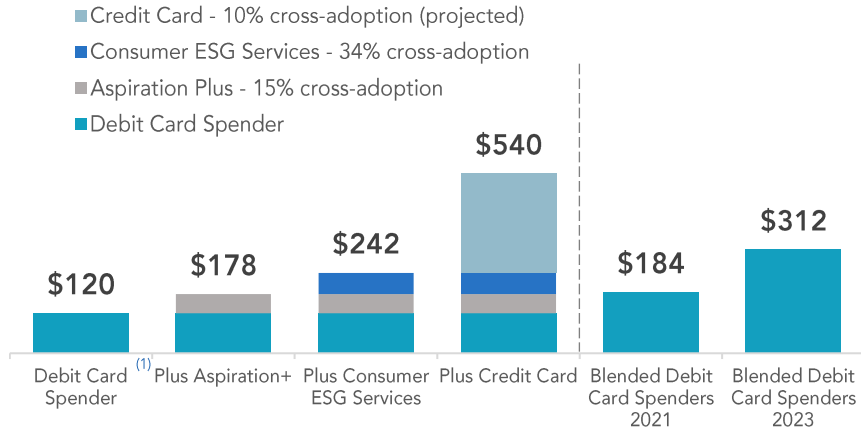 Credit Card - 10% cross-adoption (projected)
Consumer ESG Services - 34% cross-adoption
Aspiration Plus - 15% cross-adoption
Debit Card Spender
$120
$178
$242
$540
$184
$312
Debit Card
Spender
(1)
Plus Aspiration+
Plus Consumer
ESG Services
Plus Credit Card
Blended Debit
Card Spenders
2021
Blended Debit
Card Spenders
2023